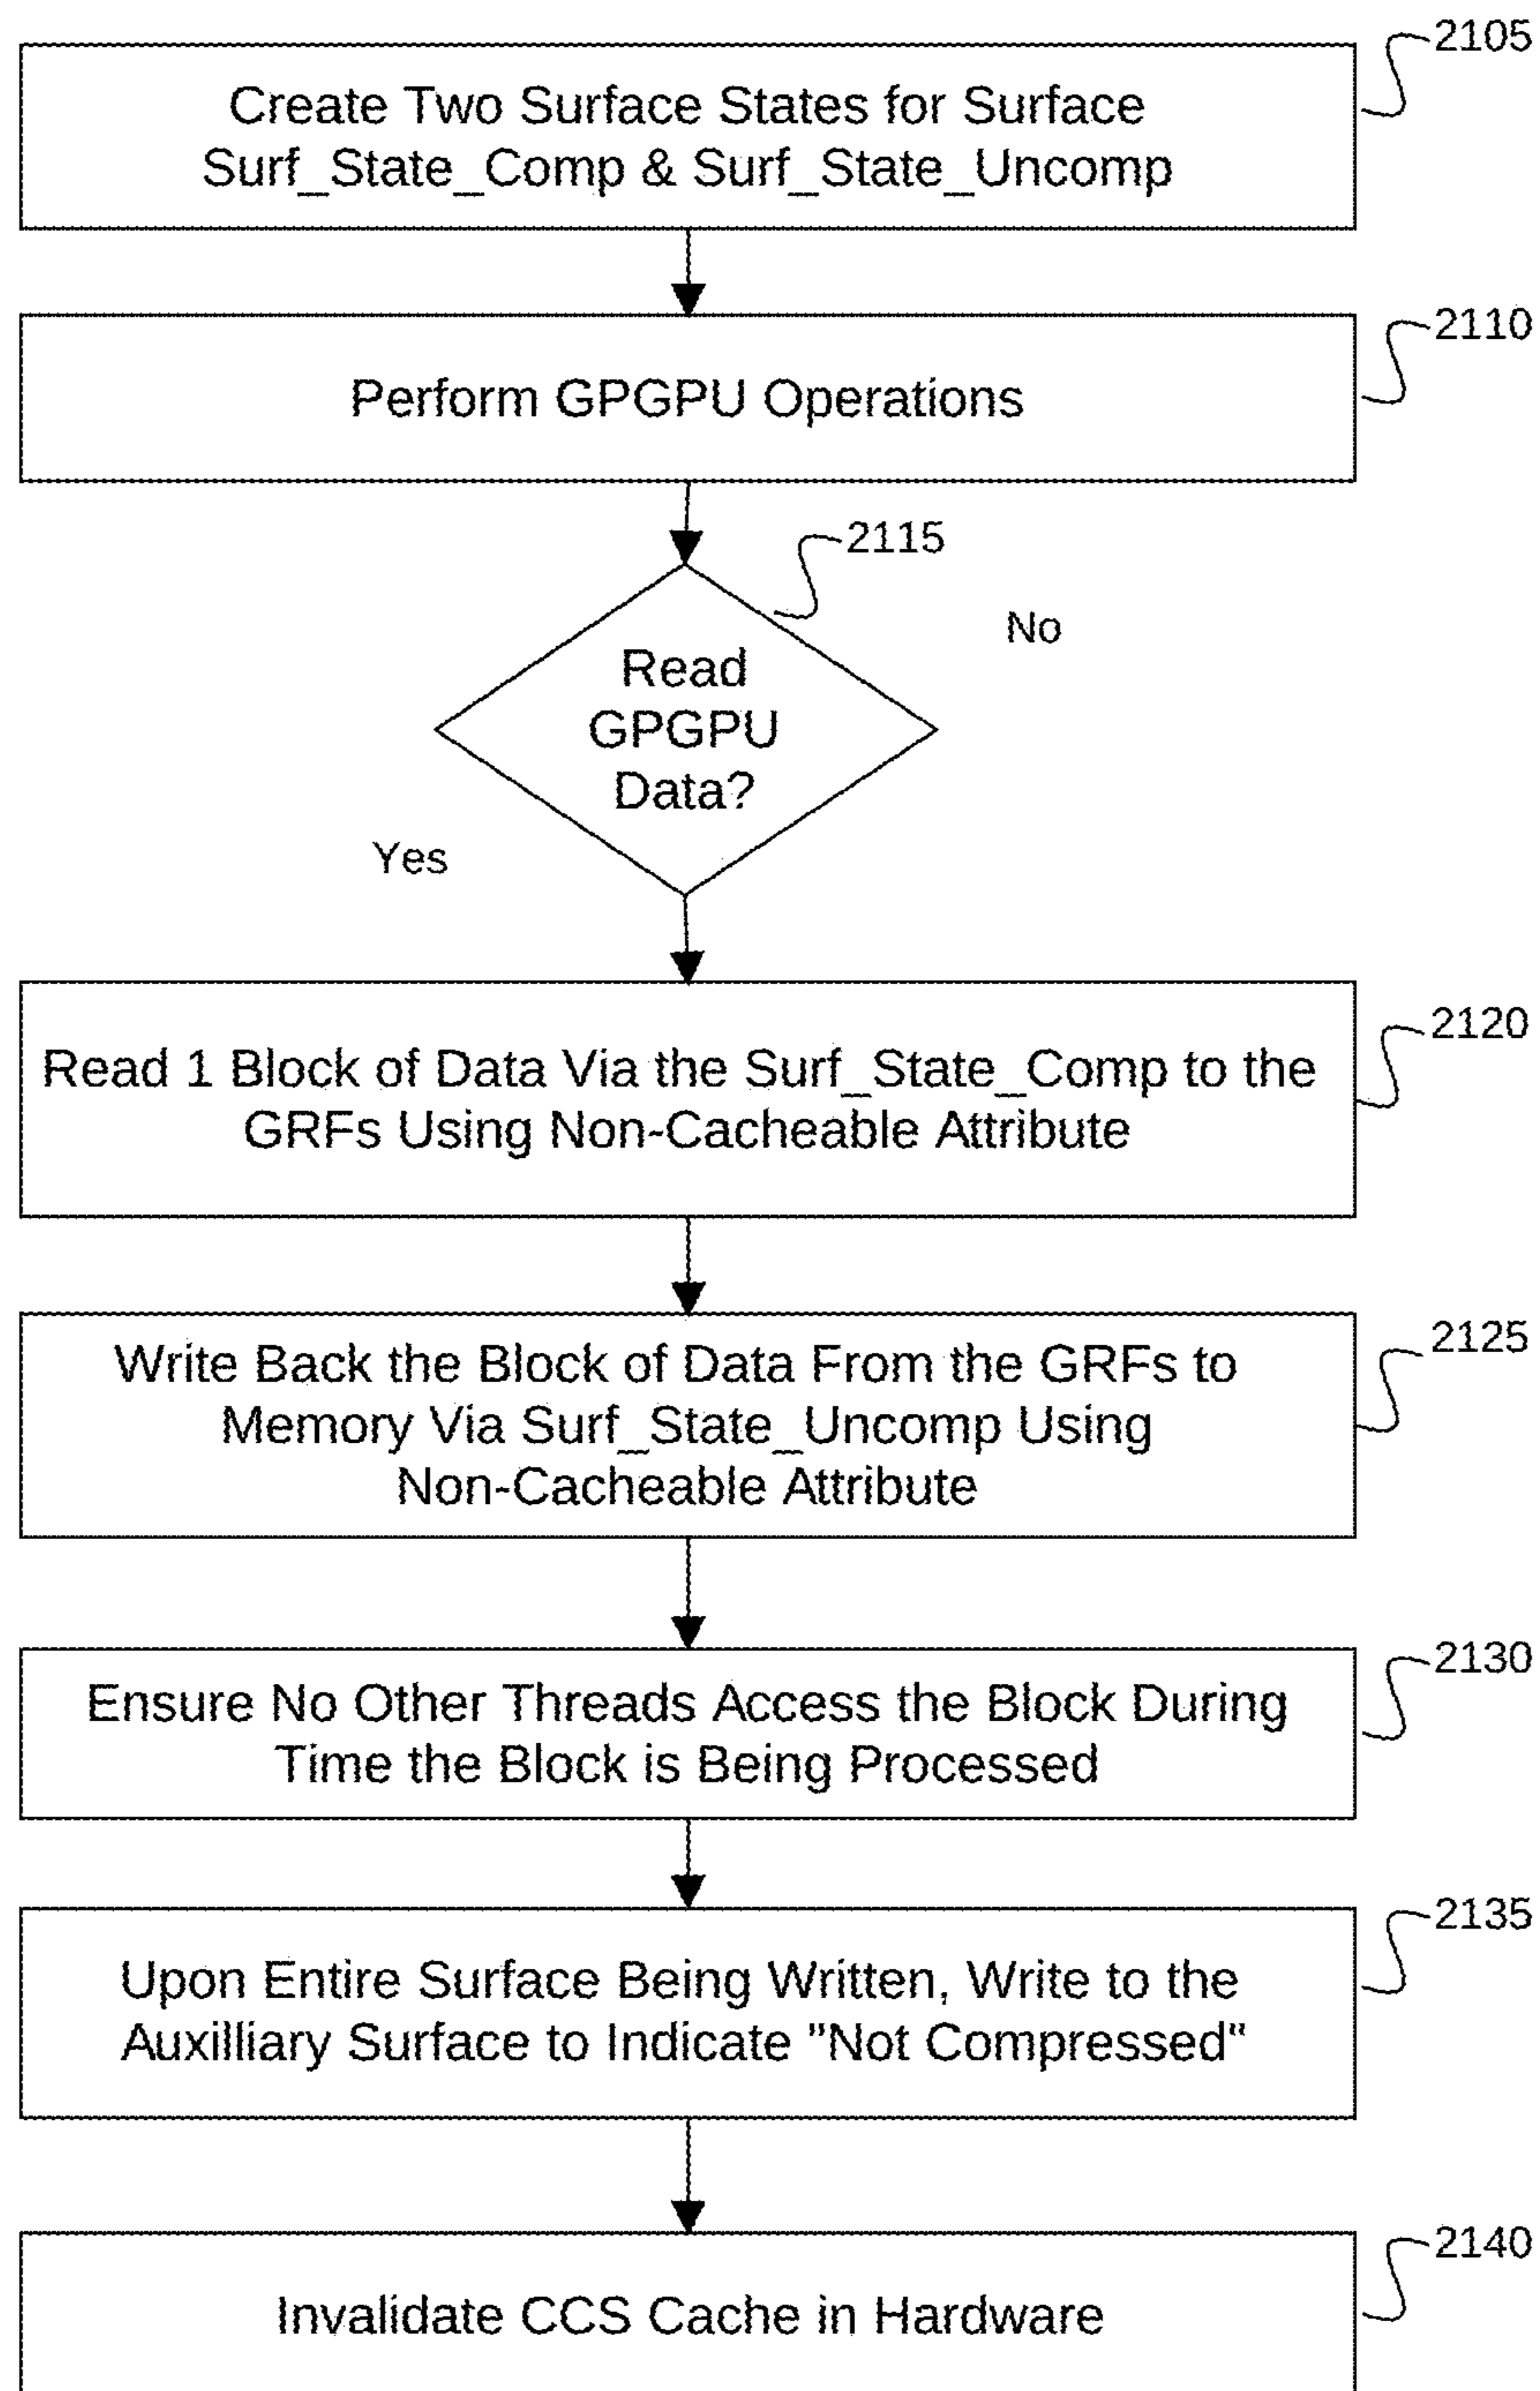 2105
Create Two Surface States for Surface
Surf_State_Comp & Surf_State_Uncomp
2110
Perform GPGPU Operations
2115
No
Read
GPGPU
Data?
Yes
2120
Read 1 Block of Data Via the Surf_State_Comp to the
GRFs Using Non-Cacheable Attribute
2125
Write Back the Block of Data From the GRFs to
Memory Via Surf_State_Uncomp Using
Non-Cacheable Attribute
2130
Ensure No Other Threads Access the Block During
Time the Block is Being Processed
2135
Upon Entire Surface Being Written, Write to the
Auxilliary Surface to Indicate "Not Compressed"
2140
Invalidate CCS Cache in Hardware